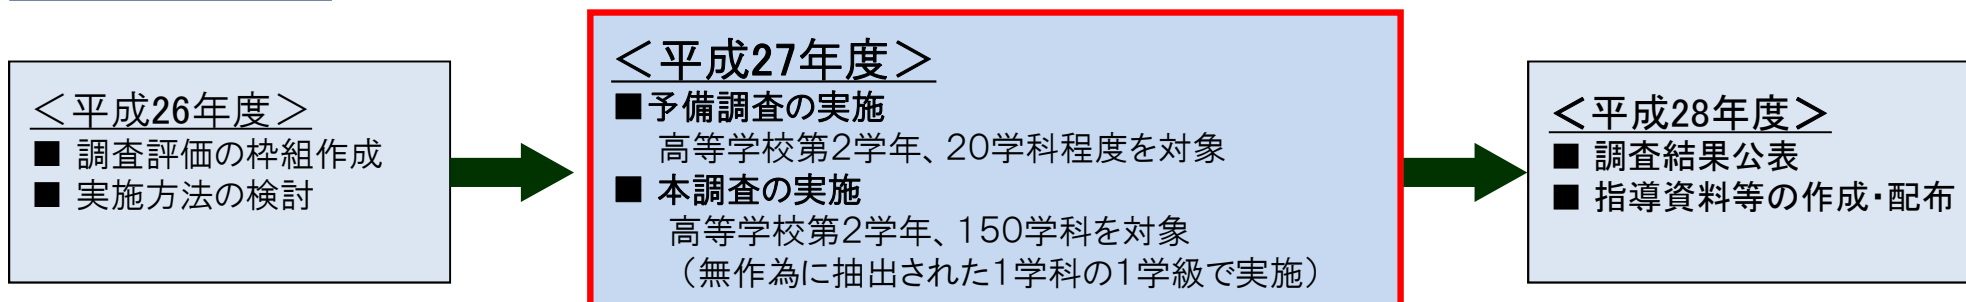 ＜平成26年度＞
■ 調査評価の枠組作成
■ 実施方法の検討
＜平成27年度＞
■予備調査の実施
高等学校第2学年、20学科程度を対象
■ 本調査の実施
高等学校第2学年、150学科を対象
（無作為に抽出された1学科の1学級で実施）
＜平成28年度＞
■ 調査結果公表
■ 指導資料等の作成・配布